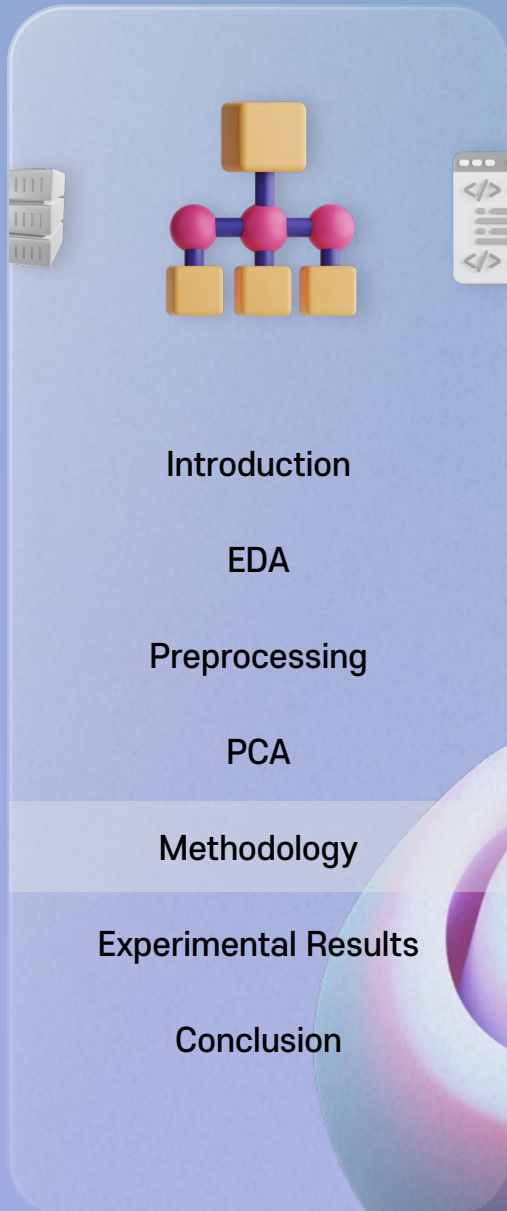 Introduction
EDA
Preprocessing
PCA
Methodology
Experimental Results
Conclusion